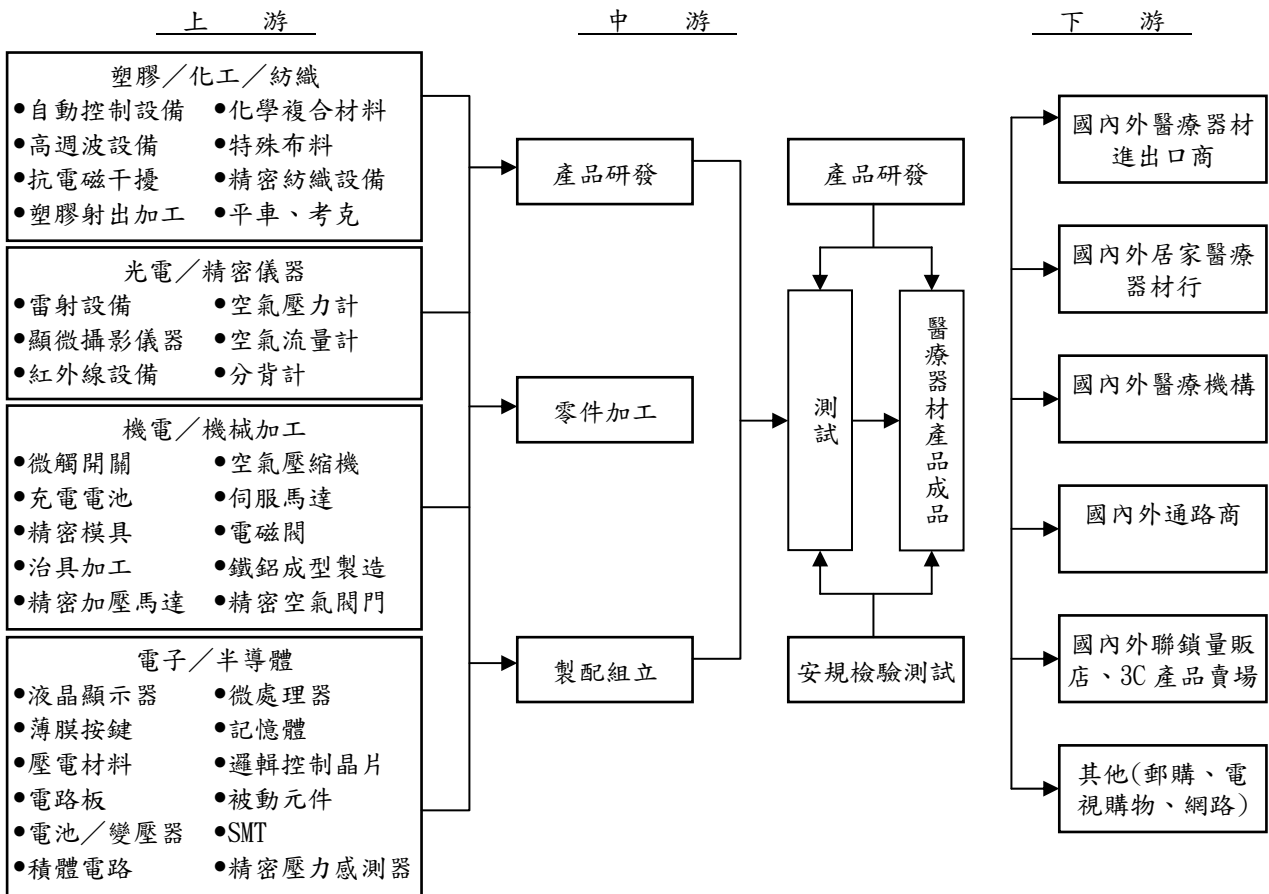 上 游
中 游
下 游
塑膠／化工／紡織
●自動控制設備 ●化學複合材料
●高週波設備 ●特殊布料
●抗電磁干擾 ●精密紡織設備
●塑膠射出加工 ●平車、考克
光電／精密儀器
●雷射設備 ●空氣壓力計
●顯微攝影儀器 ●空氣流量計
●紅外線設備 ●分背計
機電／機械加工
●微觸開關 ●空氣壓縮機
●充電電池 ●伺服馬達
●精密模具 ●電磁閥
●治具加工 ●鐵鋁成型製造
●精密加壓馬達 ●精密空氣閥門
電子／半導體
●液晶顯示器 ●微處理器
●薄膜按鍵 ●記憶體
●壓電材料 ●邏輯控制晶片
●電路板 ●被動元件
●電池／變壓器 ●SMT
●積體電路 ●精密壓力感測器
產品研發
零件加工
製配組立
產品研發
測試
醫療器材產品成品
安規檢驗測試
國內外醫療器材
進出口商
國內外居家醫療
器材行
國內外醫療機構
國內外通路商
國內外聯鎖量販
店、3C 產品賣場
其他(郵購、電
視購物、網路)